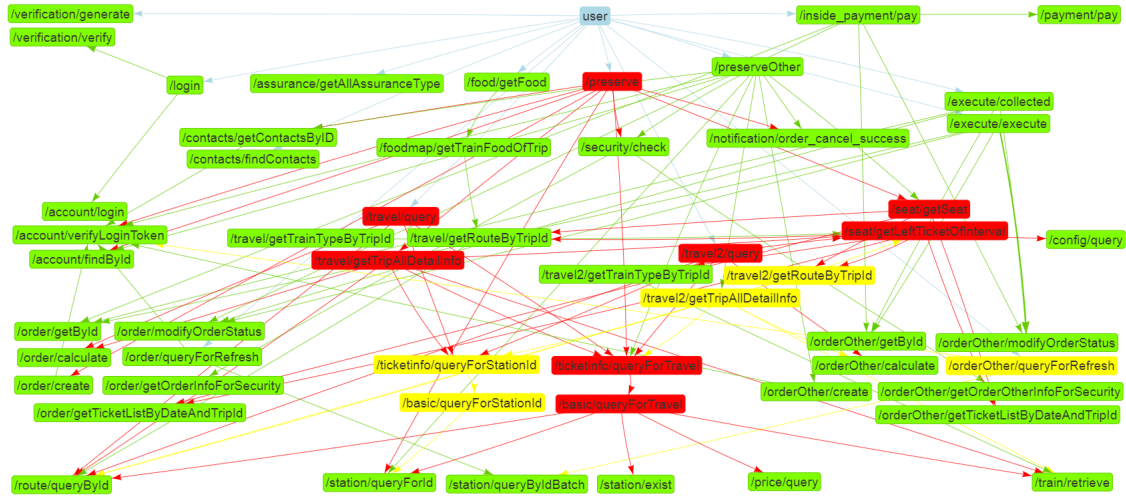 /verification/generate
user
/inside_payment/pay
/payment/pay
/verification/verify
/preserveOther
/login
/assurance/getAllAssuranceType
/food/getFood
/preserve
/execute/collected
/execute/execute
/contacts/getContactsByID
/foodmap/getTrainFoodOfTrip
/security/check
/notification/order_cancel_success
/contacts/findContacts
/account/login
/travel/query
/seat/getSeat
/account/verifyLoginToken
/travel/getTrainTypeByTripId
/travel/getRouteByTripId
/seat/getLeftTicketOfInterval
/config/query
/account/findById
/travel/getTripAllDetailInfo
/travel2/query
/travel2/getTrainTypeByTripId
/travel2/getRouteByTripId
/travel2/getTripAllDetailInfo
/order/getById
/order/modifyOrderStatus
/orderOther/getById
/orderOther/modifyOrderStatus
/order/calculate
/order/queryForRefresh
/ticketinfo/queryForStationId
/ticketinfo/queryForTravel
/orderOther/calculate
/orderOther/queryForRefresh
/order/create
/order/getOrderInfoForSecurity
/orderOther/create
/orderOther/getOrderOtherInfoForSecurity
/order/getTicketListByDateAndTripId
/basic/queryForStationId
/basic/queryForTravel
/orderOther/getTicketListByDateAndTripId
/route/queryById
/station/queryForId
/station/queryByIdBatch
/station/exist
/price/query
/train/retrieve